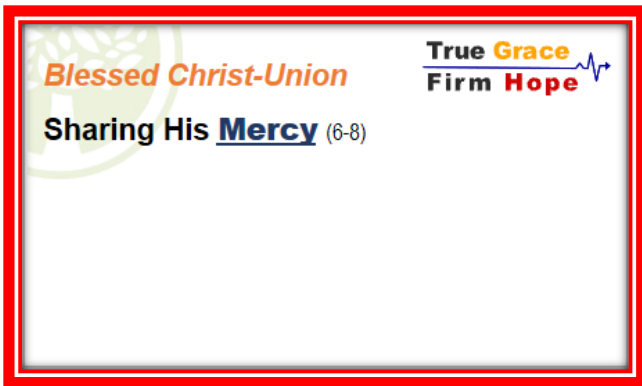 True Grace
Firm Hope
Blessed Christ-Union
Sharing His Mercy (6-8)